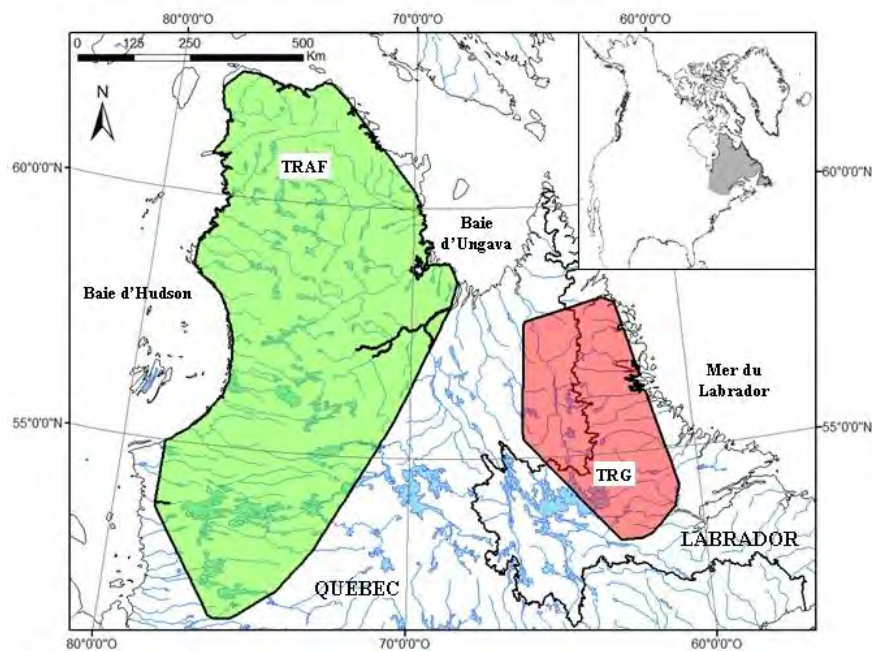 80°0'0"O 70°0'0"O 60°0'0"O
0 125 250 500
Km
N
60°0'0"N
60°0'0"N
TRAF
Baie
d'Ungava
Baie d'Hudson
Mer du
Labrador
55°0'0"N
55°0'0"N
TRG
LABRADOR
QUÉBEC
80°0'0"O 70°0'0"O 60°0'0"O